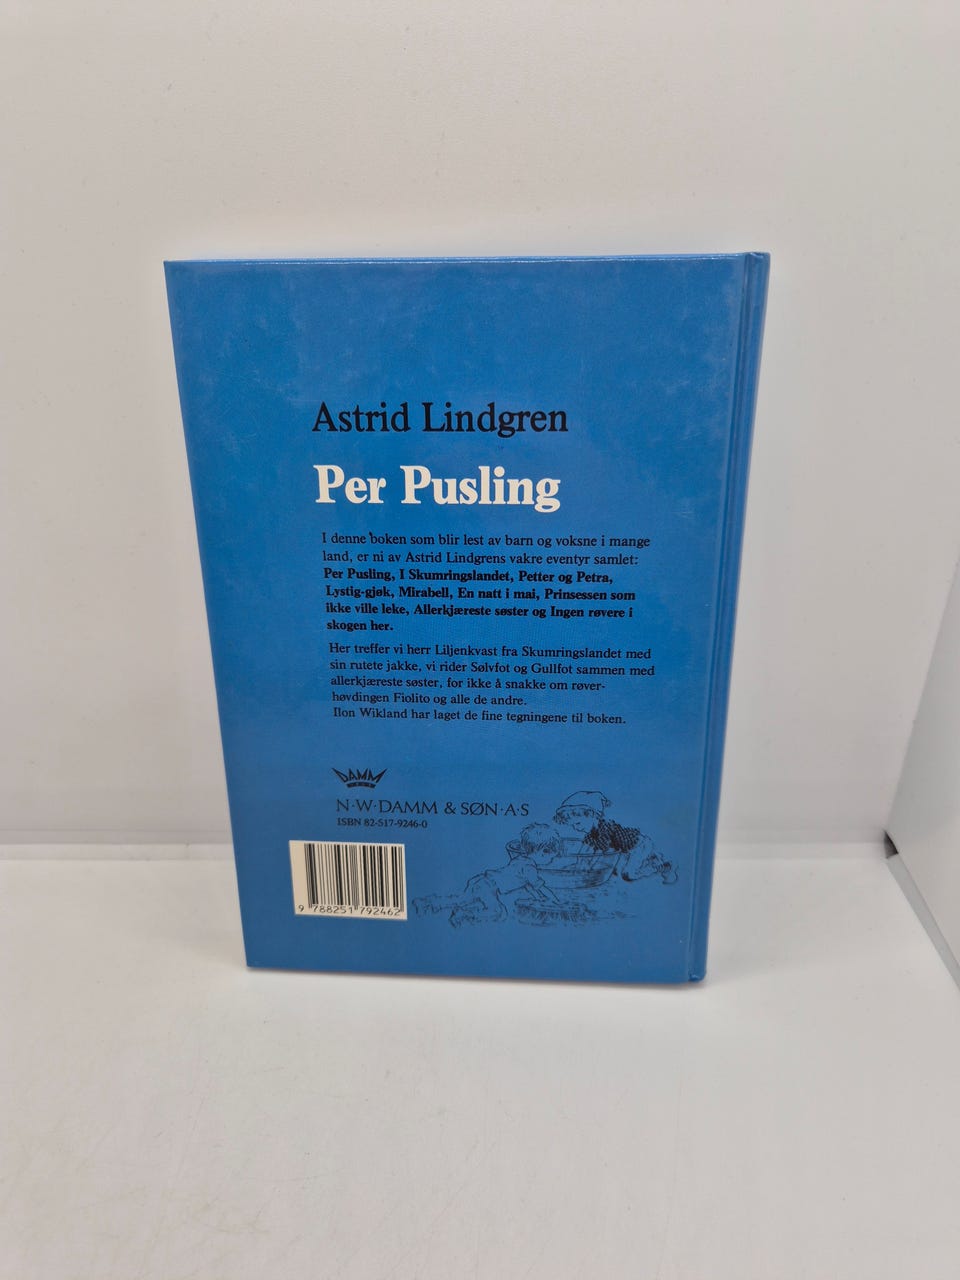 Astrid Lindgren
Per Pusling
I denne boken som blir lest av barn og voksne i mange
land, er ni av Astrid Lindgrens vakre eventyr samlet:
Per Pusling, I Skumringslandet, Petter og Petra,
Lystig-gjøk, Mirabell, En natt i mai, Prinsessen som
ikke ville leke, Allerkjæreste søster og Ingen røvere i
skogen her.
Her treffer vi herr Liljenkvast fra Skumringslandet med
sin rutete jakke, vi rider Sølvfot og Gullfot sammen med
allerkjæreste søster, for ikke å snakke om røver-
høvdingen Fiolito og alle de andre.
Ilon Wikland har laget de fine tegningene til boken.
DAMM
N·W·DAMM & SØN·A·S
ISBN 82-517-9246-0
9 788251 792462